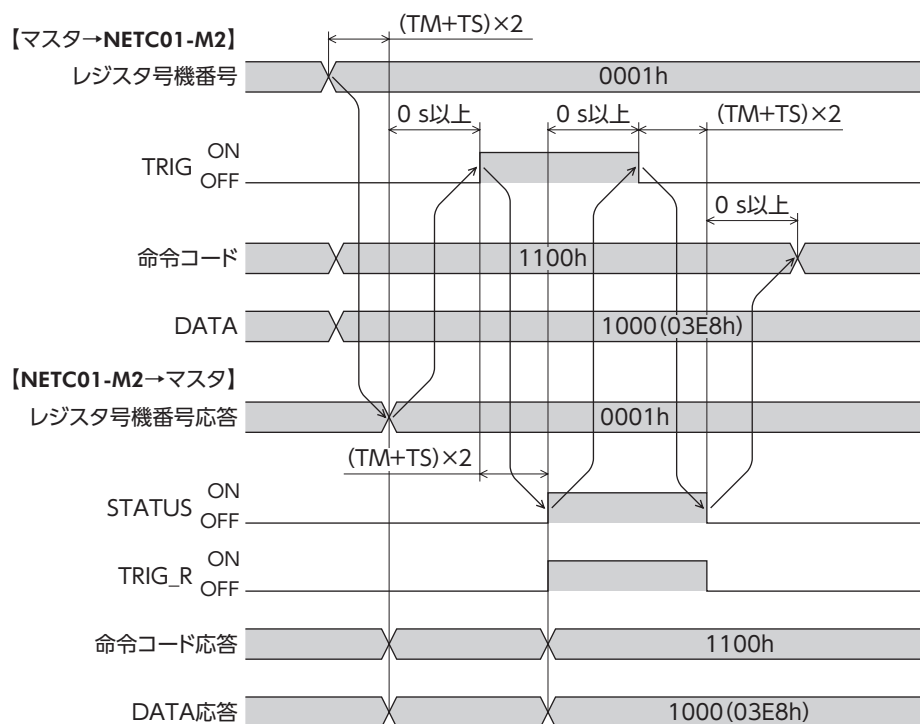 (TM+TS)×2
【マスタ→NETC01-M2】
レジスタ号機番号
0001h
0 s以上
0 s以上
(TM+TS)×2
TRIG
ON
OFF
0 s以上
命令コード
1100h
DATA
1000(03E8h)
【NETC01-M2→マスタ】
レジスタ号機番号応答
0001h
(TM+TS)×2
STATUS
ON
OFF
TRIG_R
ON
OFF
命令コード応答
1100h
DATA応答
1000(03E8h)